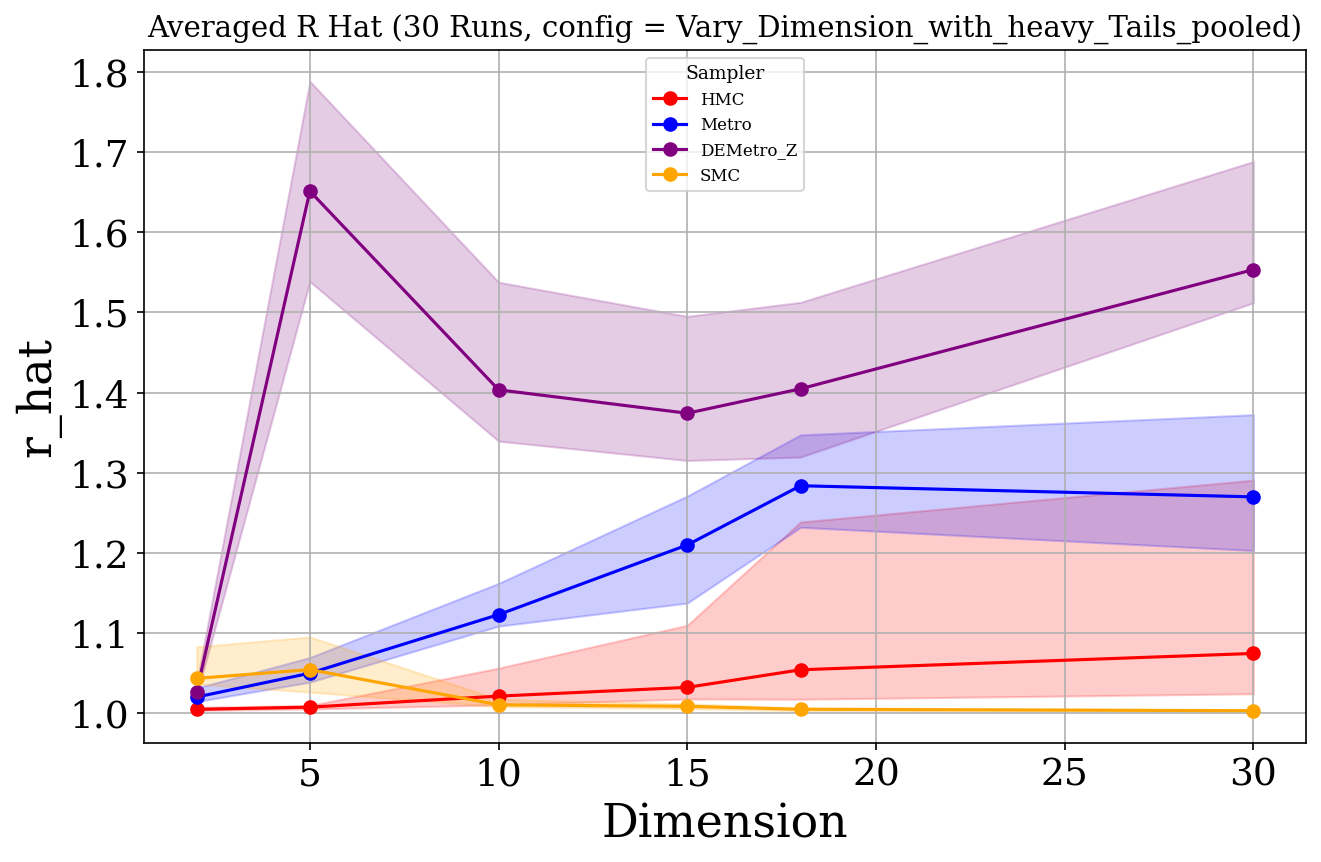 Averaged R Hat (30 Runs, config = Vary_Dimension_with_heavy_Tails_pooled)
Sampler
HMC
Metro
DEMetro_Z
SMC
1.8
1.7
1.6
1.5
1.4
1.3
1.2
1.1
1.0
r_hat
5 10 15 20 25 30
Dimension